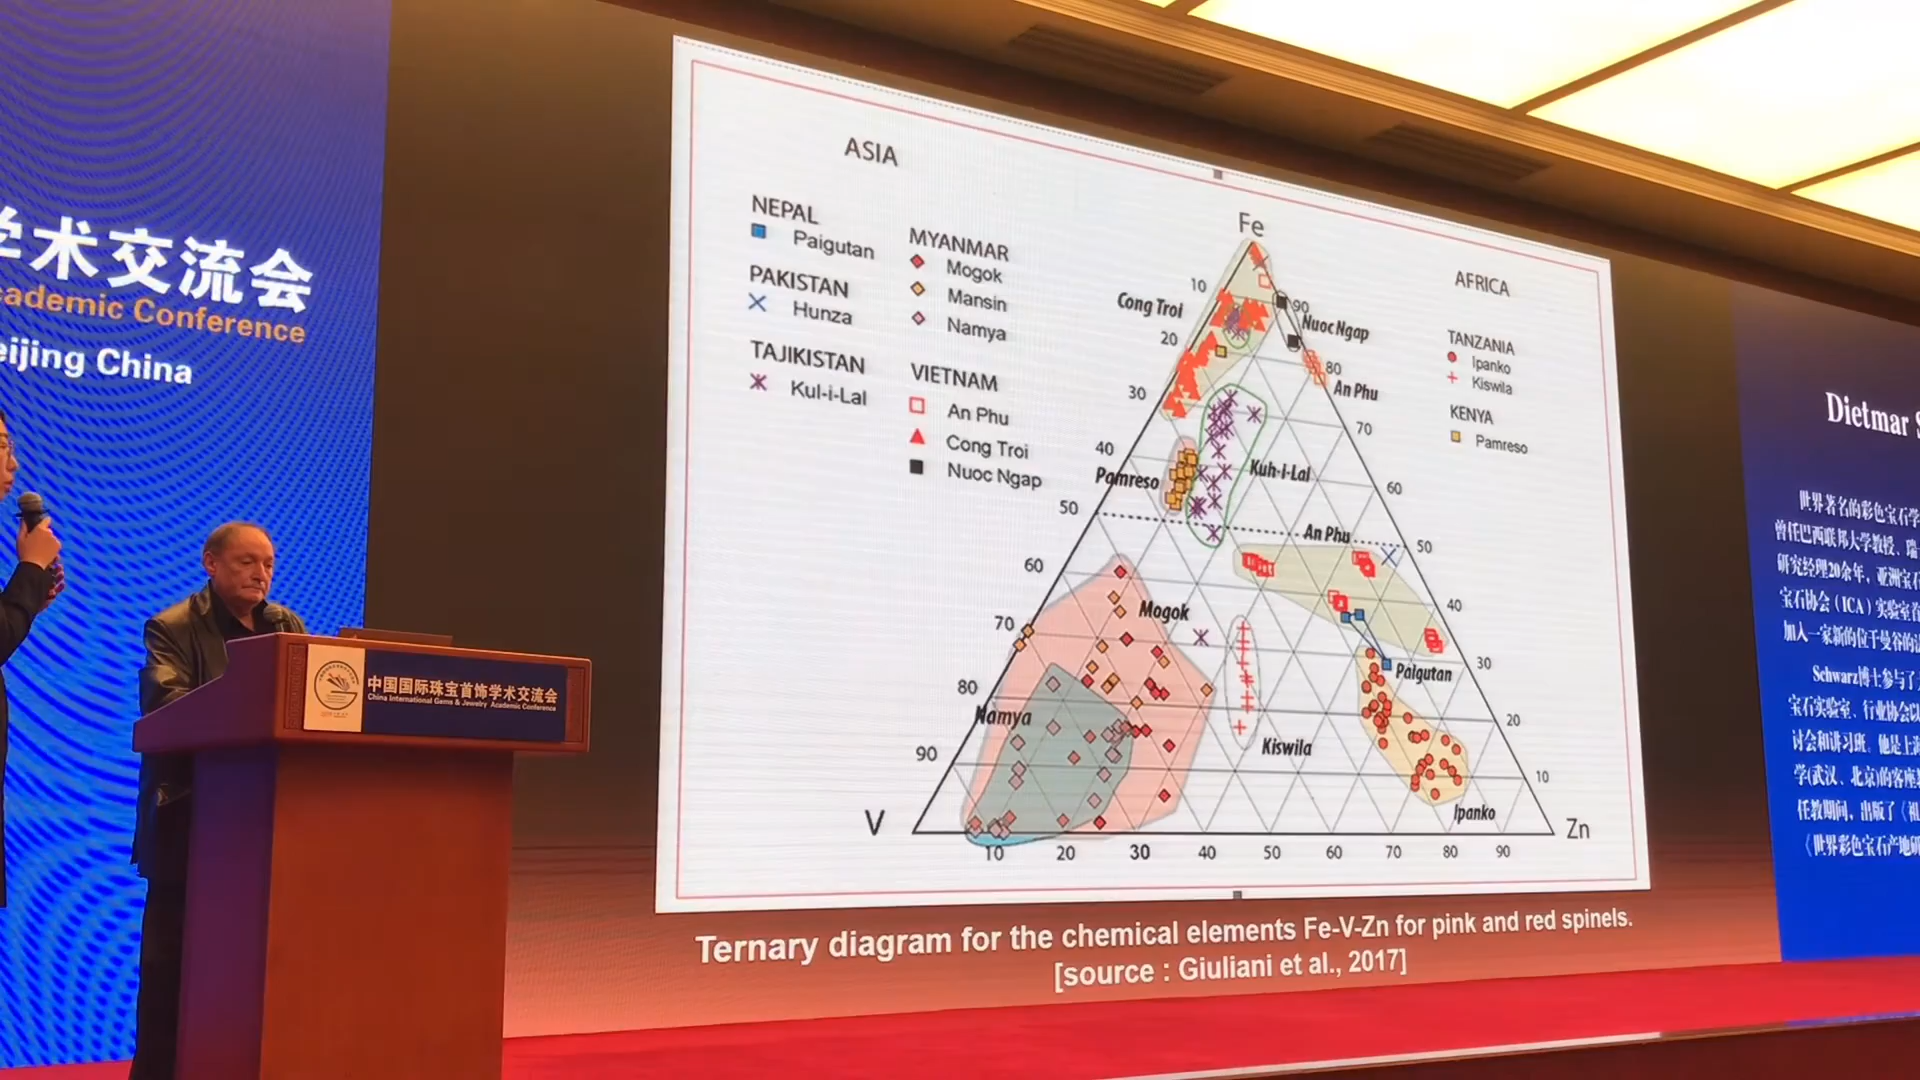 学术交流会
cademic Conference
eijing China
中国国际珠宝首饰学术交流会
China International Gems & Jewelry Academic Conference
ASIA
NEPAL
Paigutan
PAKISTAN
Hunza
TAJIKISTAN
Kul-i-Lal
MYANMAR
Mogok
Mansin
Namya
VIETNAM
An Phu
Cong Troi
Nuoc Ngap
AFRICA
TANZANIA
Ipanko
Kiswila
KENYA
Pamreso
Fe
10
90
Cong Troi
Nuoc Ngap
20
80
An Phu
30
70
40
Pamreso
Kuh-i-Lal
60
50
An Phu
50
60
40
Mogok
70
30
Paigutan
80
Namya
20
Kiswila
90
10
Ipanko
V
Zn
10 20 30 40 50 60 70 80 90
Ternary diagram for the chemical elements Fe-V-Zn for pink and red spinels.
[source : Giuliani et al., 2017]
Dietmar S
世界著名的彩色宝石学
曾任巴西联邦大学教授、瑞
研究经理20余年，亚洲宝石
宝石协会（ICA）实验室首
加入一家新的位于曼谷的
Schwarz博士参与了
宝石实验室、行业协会以
讨会和讲习班。他是上海
学(武汉、北京)的客座
任教期间，出版了《祖
《世界彩色宝石产地研